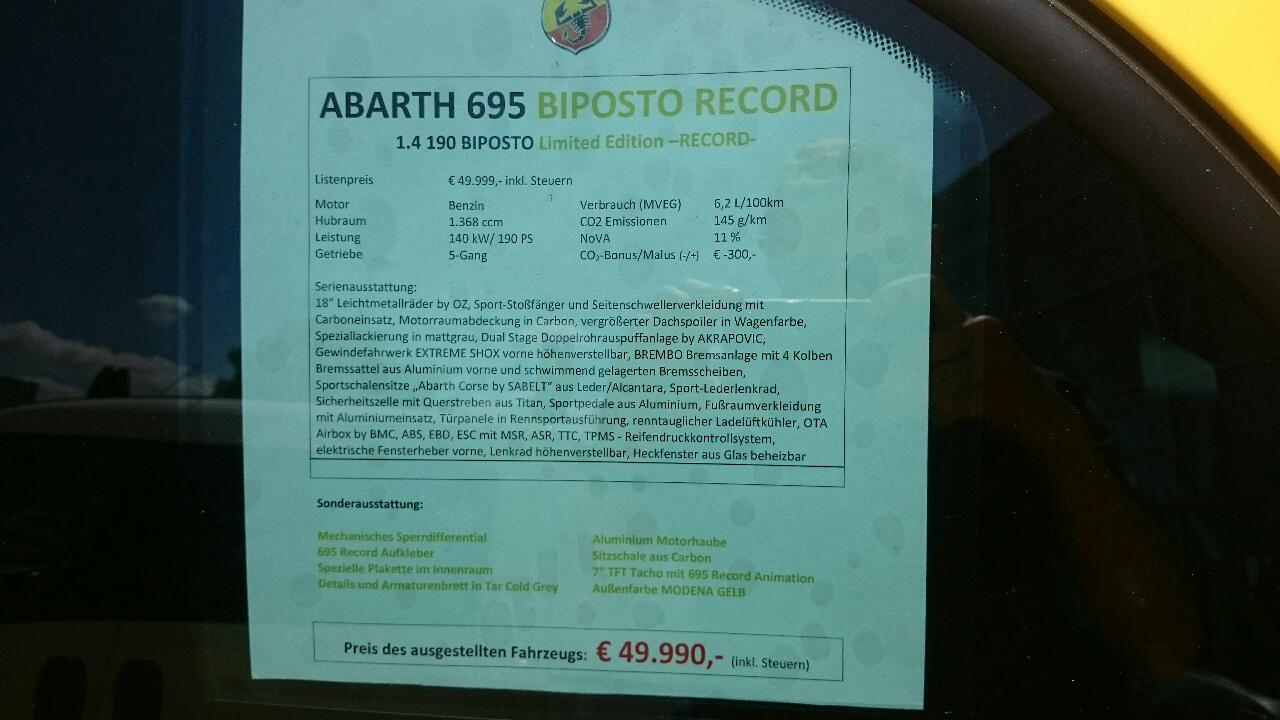 ABARTH 695 BIPOSTO RECORD
1.4 190 BIPOSTO Limited Edition –RECORD-
Listenpreis € 49.999,- inkl. Steuern
Motor Benzin Verbrauch (MVEG) 6,2 L/100km
Hubraum 1.368 ccm CO2 Emissionen 145 g/km
Leistung 140 kW/ 190 PS NoVA 11 %
Getriebe 5-Gang CO₂-Bonus/Malus (-/+) € -300,-
Serienausstattung:
18" Leichtmetallräder by OZ, Sport-Stoßfänger und Seitenschwellerverkleidung mit
Carboneinsatz, Motorraumabdeckung in Carbon, vergrößerter Dachspoiler in Wagenfarbe,
Speziallackierung in mattgrau, Dual Stage Doppelrohrauspuffanlage by AKRAPOVIC,
Gewindefahrwerk EXTREME SHOX vorne höhenverstellbar, BREMBO Bremsanlage mit 4 Kolben
Bremssattel aus Aluminium vorne und schwimmend gelagerten Bremsscheiben,
Sportschalensitze „Abarth Corse by SABELT" aus Leder/Alcantara, Sport-Lederlenkrad,
Sicherheitszelle mit Querstreben aus Titan, Sportpedale aus Aluminium, Fußraumverkleidung
mit Aluminiumeinsatz, Türpanele in Rennsportausführung, renntauglicher Ladelüftkühler, OTA
Airbox by BMC, ABS, EBD, ESC mit MSR, ASR, TTC, TPMS - Reifendruckkontrollsystem,
elektrische Fensterheber vorne, Lenkrad höhenverstellbar, Heckfenster aus Glas beheizbar
Sonderausstattung:
Mechanisches Sperrdifferential Aluminium Motorhaube
695 Record Aufkleber Sitzschale aus Carbon
Spezielle Plakette im Innenraum 7" TFT Tacho mit 695 Record Animation
Details und Armaturenbrett in Tar Cold Grey Außenfarbe MODENA GELB
Preis des ausgestellten Fahrzeugs: € 49.990,- (inkl. Steuern)